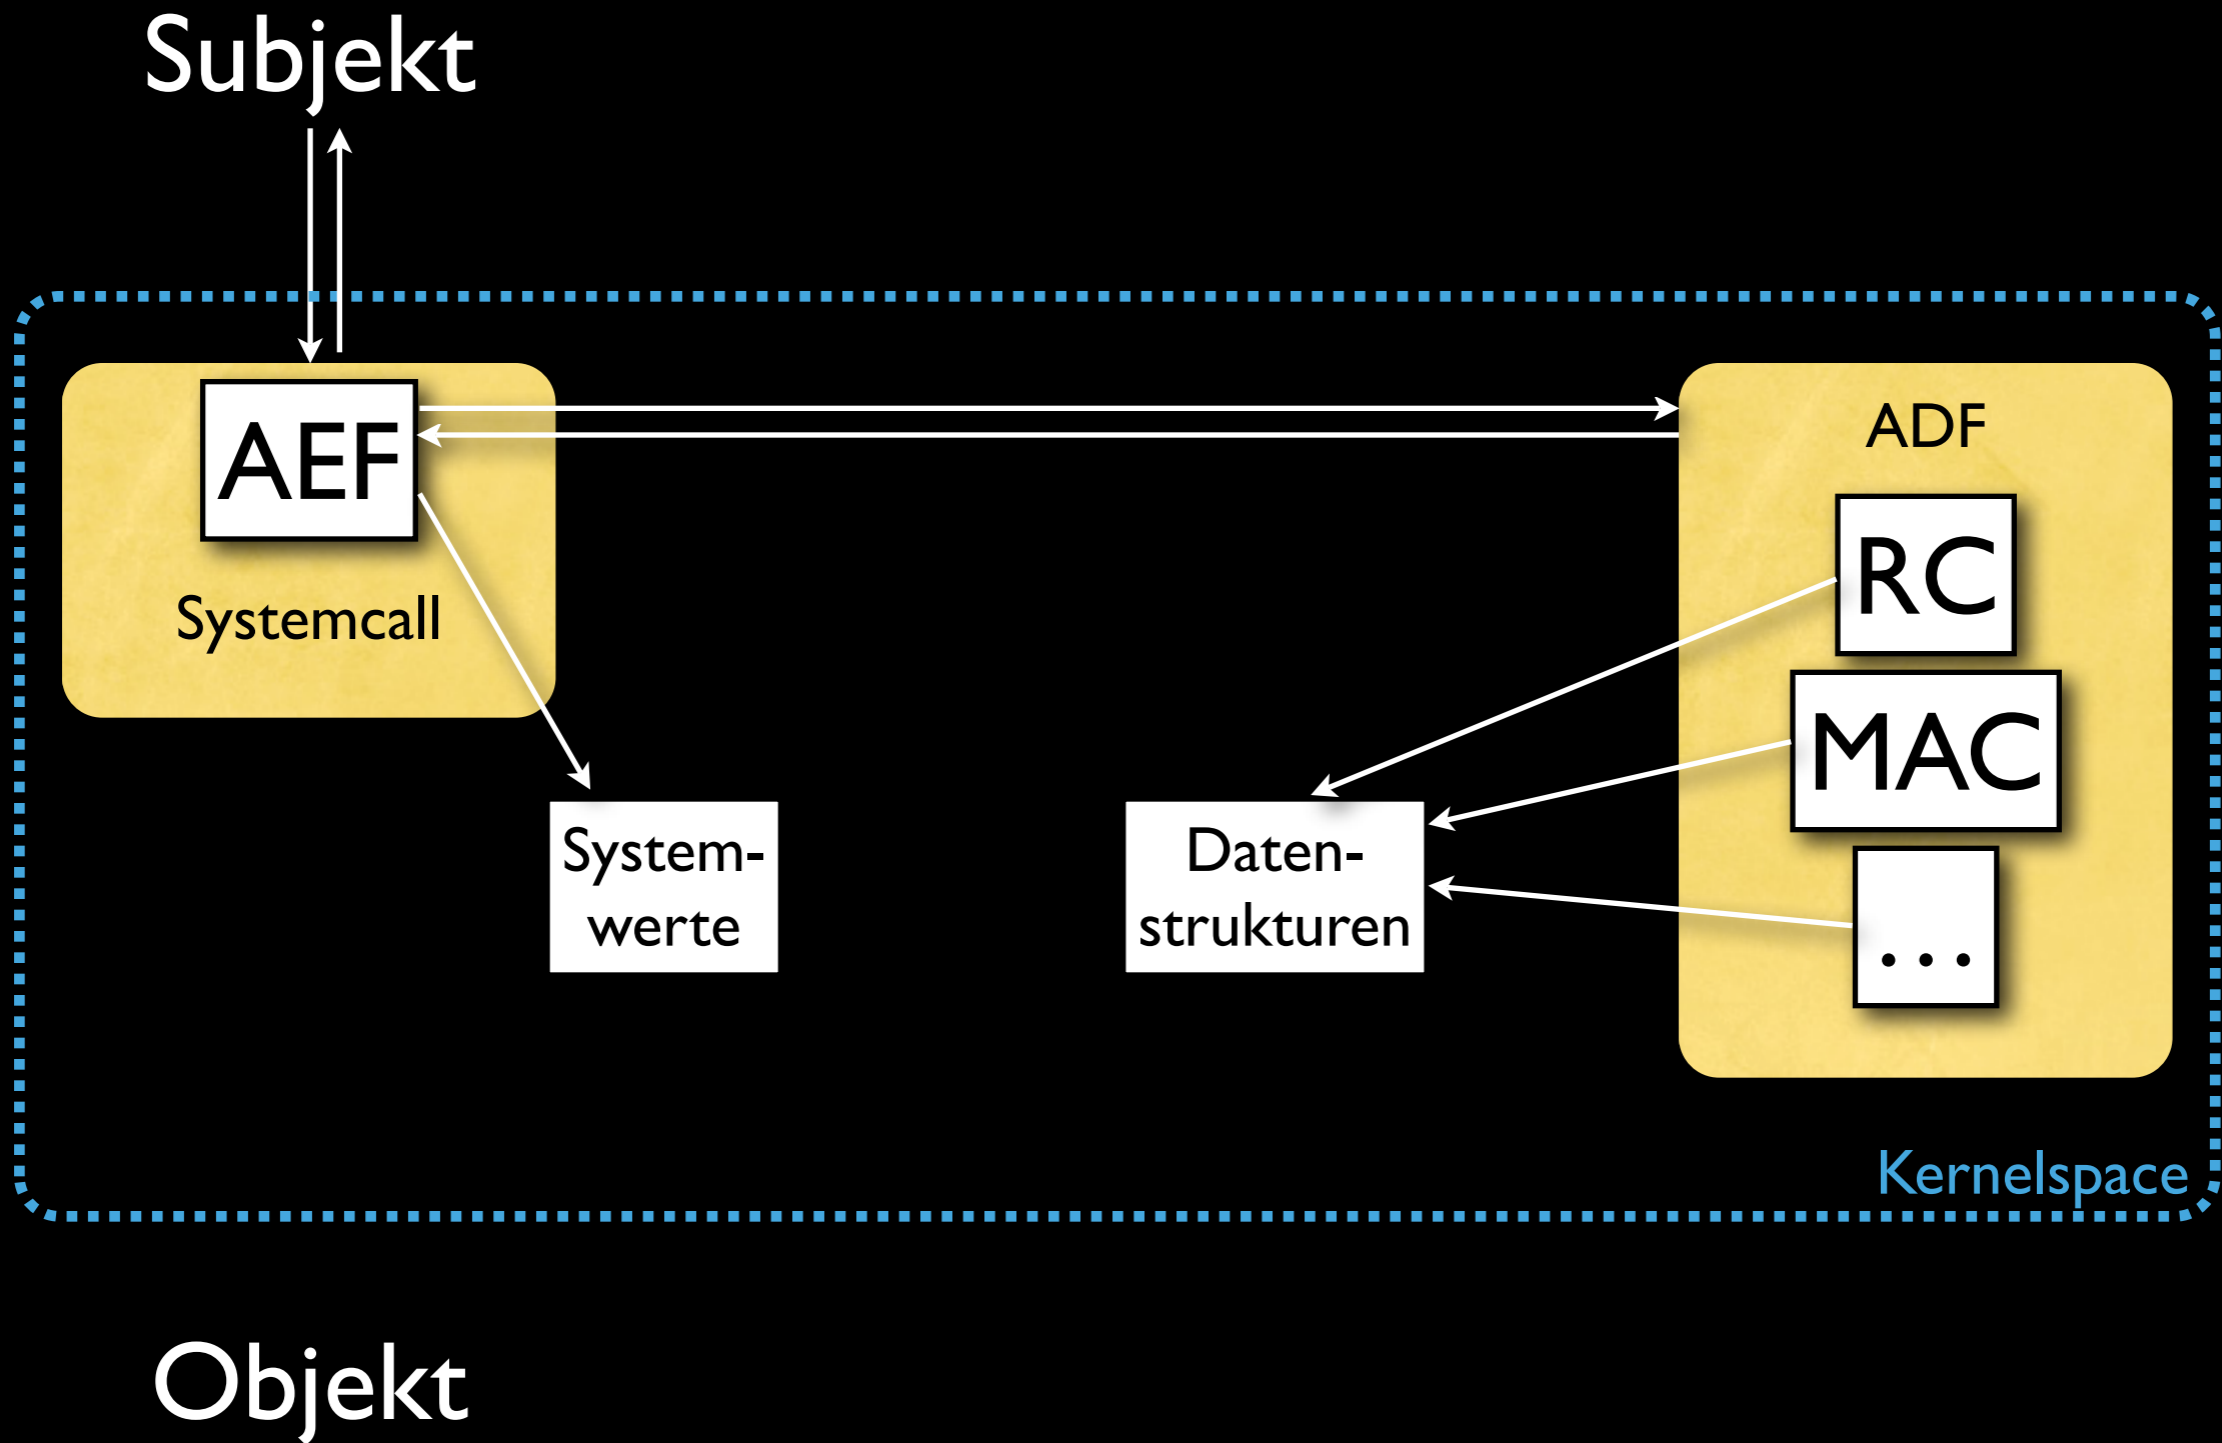 Subjekt
AEF
Systemcall
ADF
RC
MAC
...
System-
werte
Daten-
strukturen
Kernelspace
Objekt